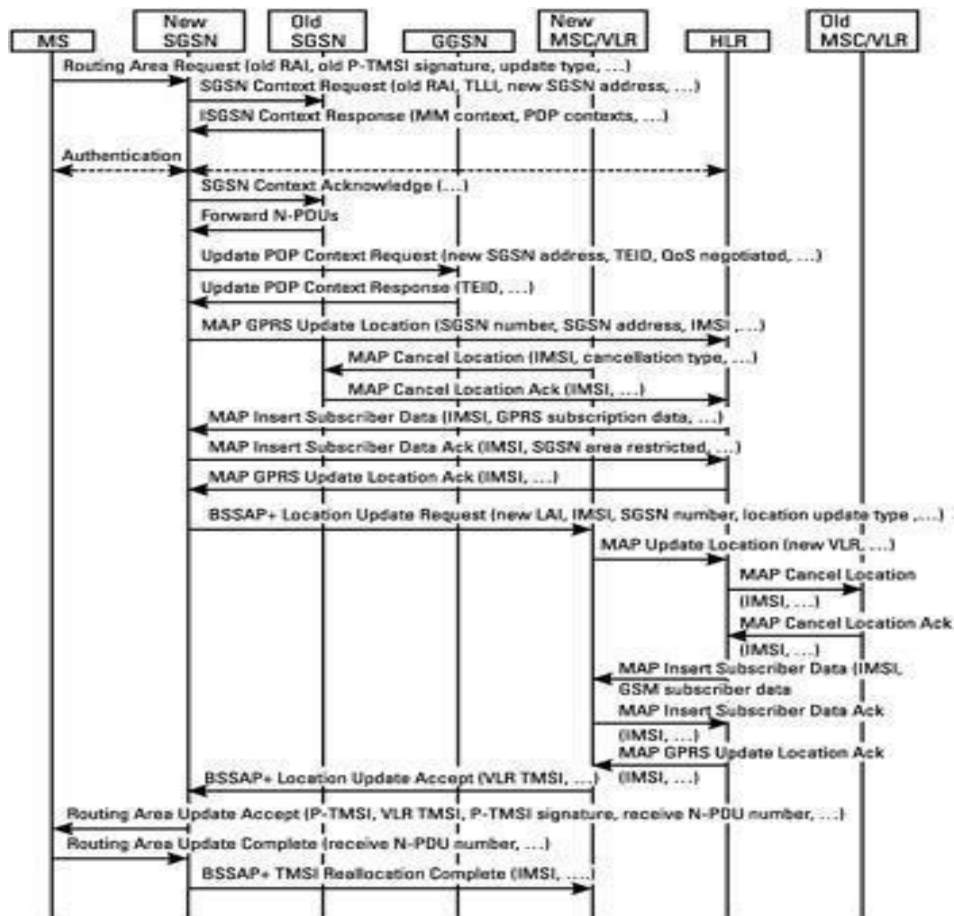 MS
New
SGSN
Old
SGSN
GGSN
New
MSC/VLR
HLR
Old
MSC/VLR
Routing Area Request (old RAI, old P-TMSI signature, update type, ...)
SGSN Context Request (old RAI, TLLI, new SGSN address, ...)
ISGSN Context Response (MM context, PDP contexts, ...)
Authentication
SGSN Context Acknowledge (...)
Forward N-PDUs
Update PDP Context Request (new SGSN address, TEID, QoS negotiated, ...)
Update PDP Context Response (TEID, ...)
MAP GPRS Update Location (SGSN number, SGSN address, IMSI ,...)
MAP Cancel Location (IMSI, cancellation type, ...)
MAP Cancel Location Ack (IMSI, ...)
MAP Insert Subscriber Data (IMSI, GPRS subscription data, ...)
MAP Insert Subscriber Data Ack (IMSI, SGSN area restricted, ...)
MAP GPRS Update Location Ack (IMSI, ...)
BSSAP+ Location Update Request (new LAI, IMSI, SGSN number, location update type ,...)
MAP Update Location (new VLR, ...)
MAP Cancel Location
(IMSI, ...)
MAP Cancel Location Ack
(IMSI, ...)
MAP Insert Subscriber Data (IMSI,
GSM subscriber data
MAP Insert Subscriber Data Ack
(IMSI, ...)
MAP GPRS Update Location Ack
(IMSI, ...)
BSSAP+ Location Update Accept (VLR TMSI, ...)
Routing Area Update Accept (P-TMSI, VLR TMSI, P-TMSI signature, receive N-PDU number, ...)
Routing Area Update Complete (receive N-PDU number, ...)
BSSAP+ TMSI Reallocation Complete (IMSI, ....)